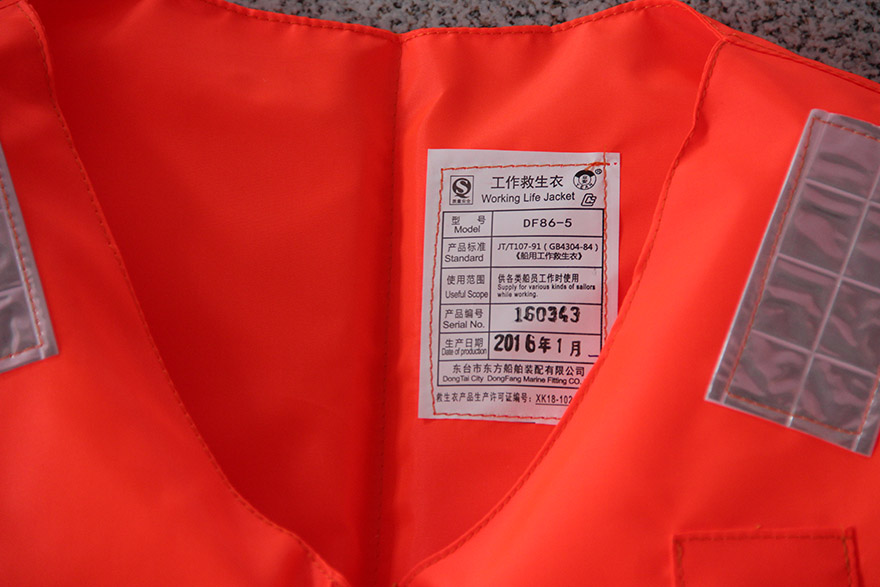 工作救生衣
Working Life Jacket
型号 DF86-5
Model
产品标准 JT/T107-91 ( GB4304-84 )
Standard 《船用工作救生衣》
使用范围 供各类船员工作时使用
Useful Scope Supply for various kinds of sailors
while working.
产品编号 160343
Serial No.
生产日期 2016年1月
Date of production
东台市东方船舶装配有限公司
DongTai City DongFang Marine Fitting CO.
救生衣产品生产许可证编号: XK18-102